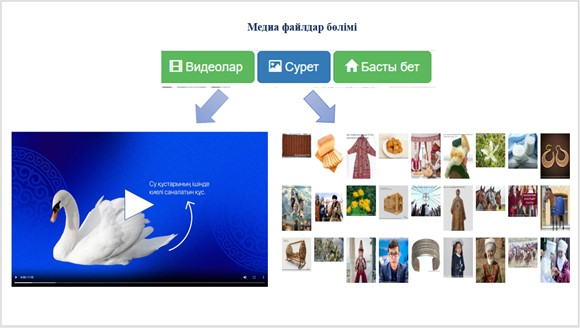 Медиа файлдар бөлімі
Видеолар
Сурет
Басты бет
Су құстарының ішінде
киелі саналатын құс.